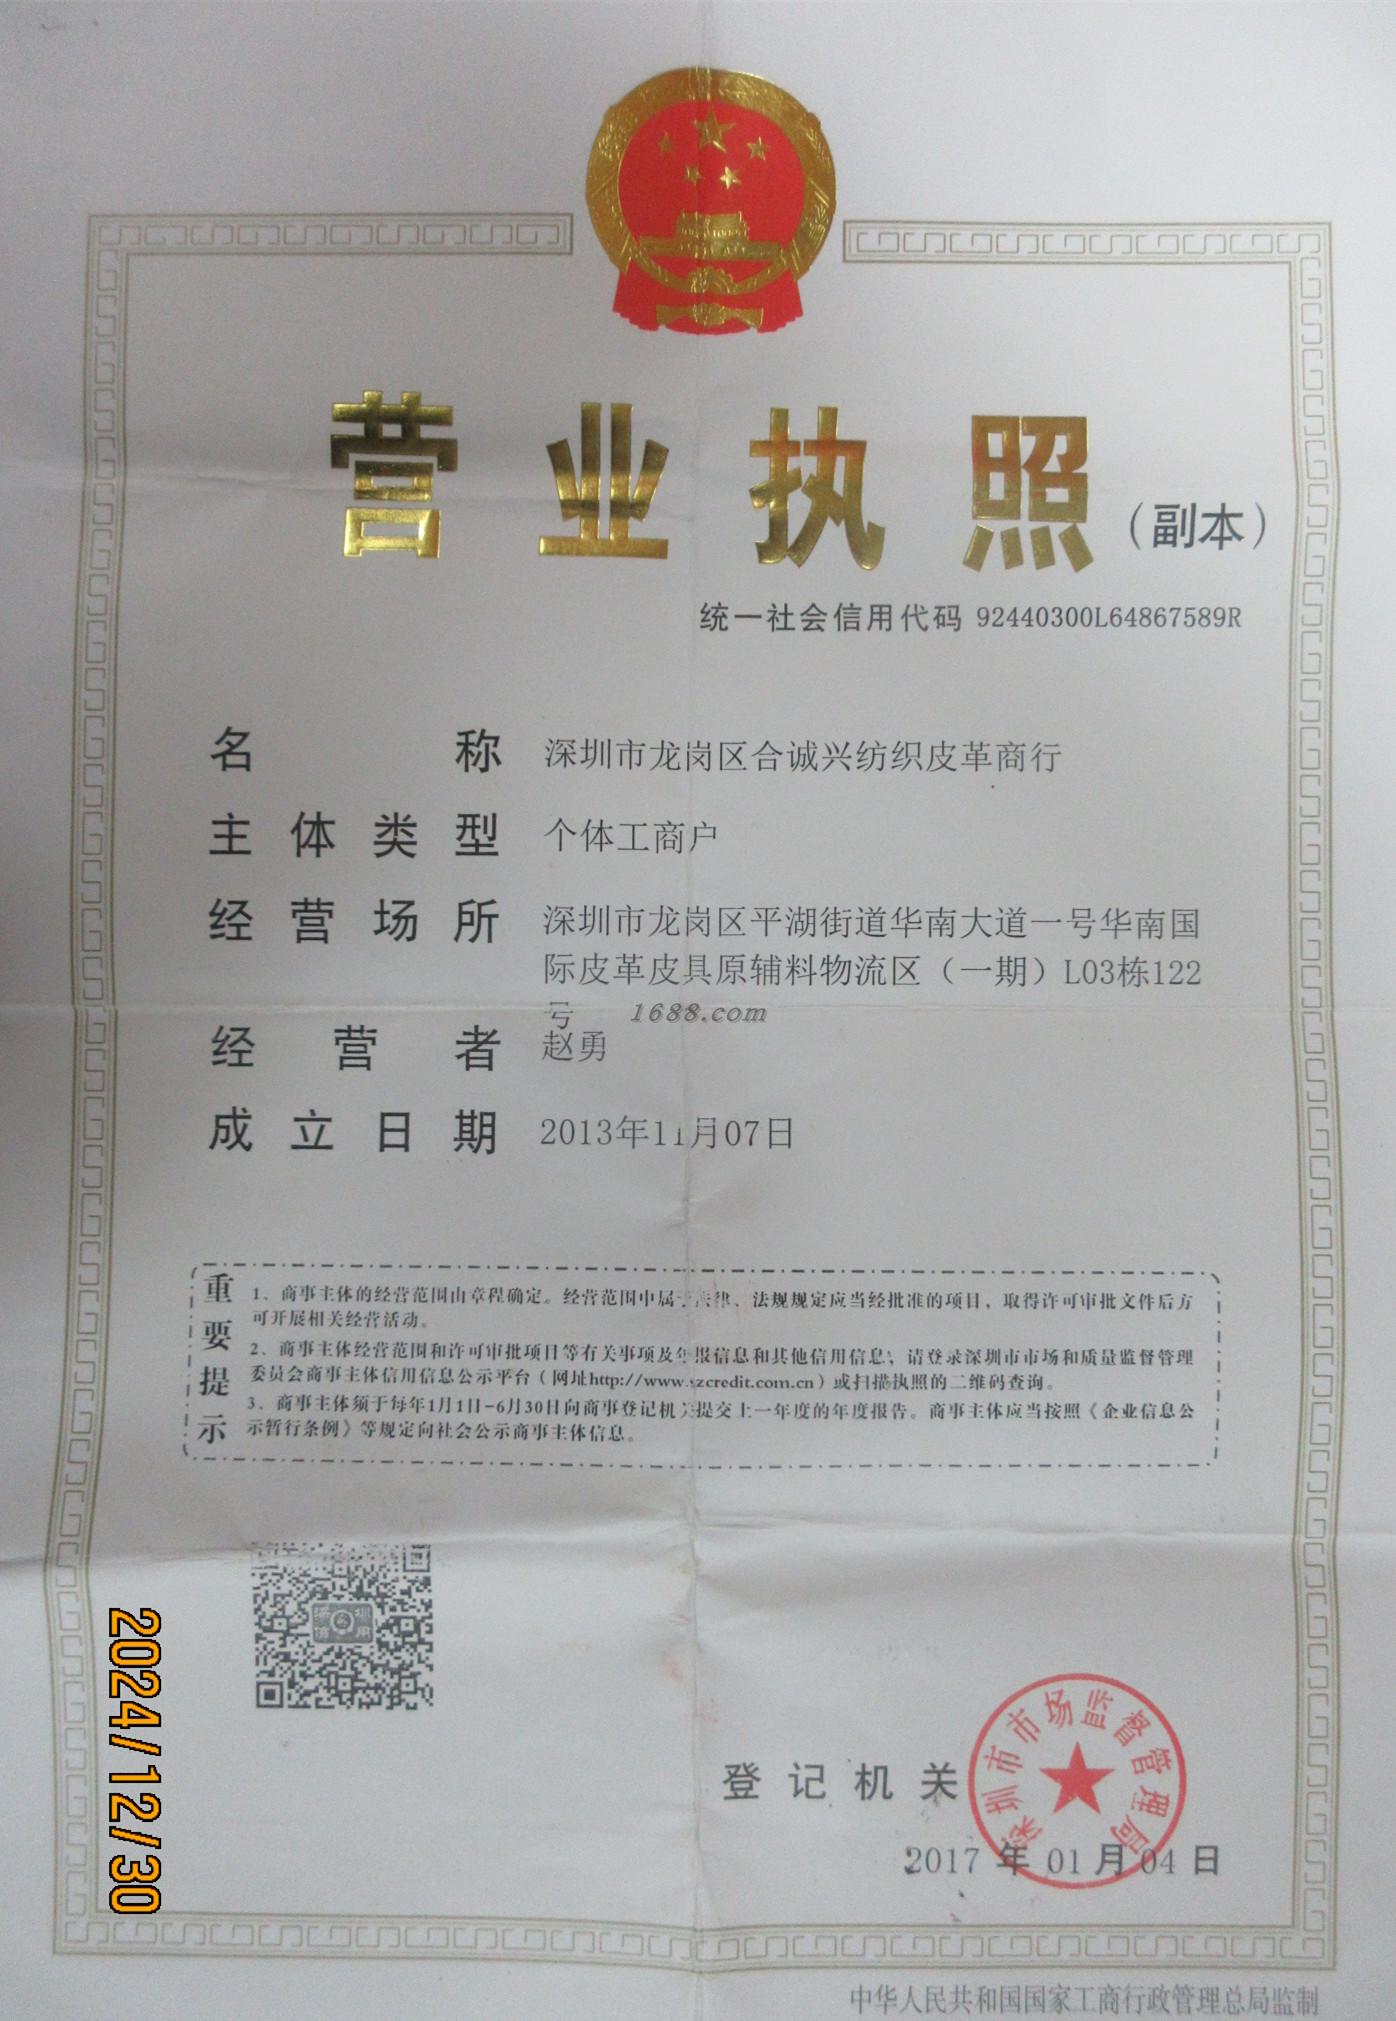 营业执照（副本）
统一社会信用代码 92440300L64867589R
名称 深圳市龙岗区合诚兴纺织皮革商行
主体类型 个体工商户
经营场所 深圳市龙岗区平湖街道华南大道一号华南国
际皮革皮具原辅料物流区（一期）L03栋122
号
1688.com
经营者 赵勇
成立日期 2013年11月07日
重要提示
1、商事主体的经营范围由章程确定。经营范围中属于法律、法规规定应当经批准的项目，取得许可审批文件后方
可开展相关经营活动。
2、商事主体经营范围和许可审批项目等有关事项及年报信息和其他信用信息，请登录深圳市市场和质量监督管理
委员会商事主体信用信息公示平台（网址http://www.szcredit.com.cn）或扫描执照的二维码查询。
3、商事主体须于每年1月1日-6月30日向商事登记机关提交上一年度的年度报告。商事主体应当按照《企业信息公
示暂行条例》等规定向社会公示商事主体信息。
深圳
信用
登记机关
深圳市市场监督管理局
2017 年 01 月 04 日
2024/12/30
中华人民共和国国家工商行政管理总局监制